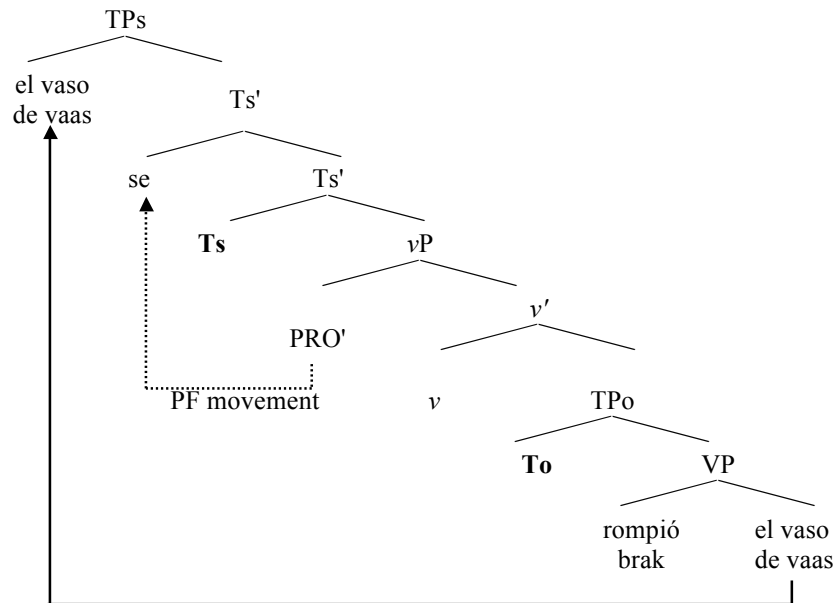 TPs
el vaso
de vaas
Ts'
se
Ts'
Ts
vP
v'
PRO'
PF movement
v
TPo
To
VP
rompió
el vaso
brak
de vaas